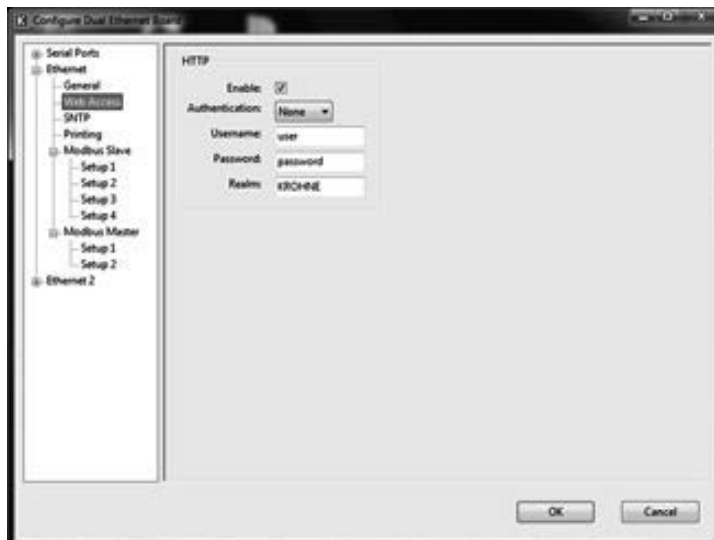 Configure Dual Ethernet Board
Serial Ports
Ethernet
General
Web Access
SNTP
Printing
Modbus Slave
Setup 1
Setup 2
Setup 3
Setup 4
Modbus Master
Setup 1
Setup 2
Ethernet 2
HTTP
Enable:
Authentication: None
Username: user
Password: password
Realm: KROHNE
OK Cancel